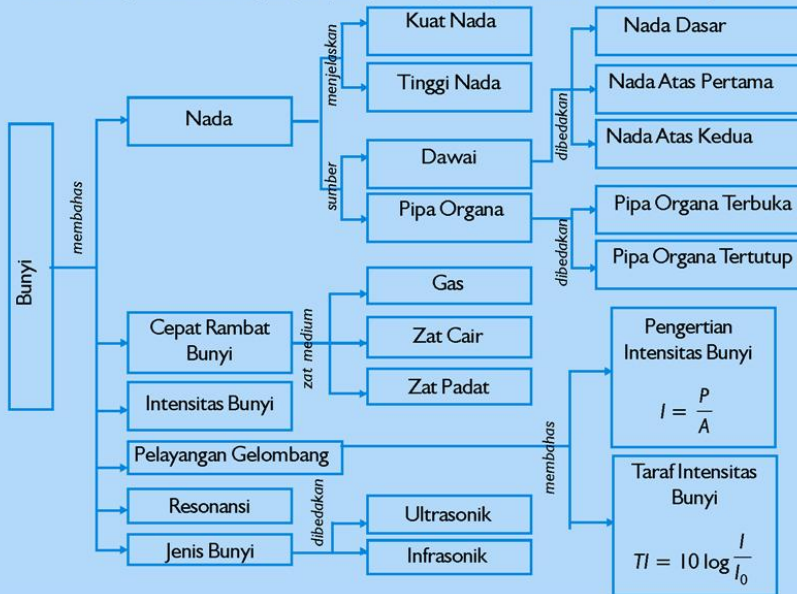 Bunyi
membahas
Nada
menjelaskan
Kuat Nada
Tinggi Nada
sumber
Dawai
Pipa Organa
dibedakan
Nada Dasar
Nada Atas Pertama
Nada Atas Kedua
dibedakan
Pipa Organa Terbuka
Pipa Organa Tertutup
Cepat Rambat
Bunyi
zat medium
Gas
Zat Cair
Zat Padat
Intensitas Bunyi
Pelayangan Gelombang
membahas
Pengertian
Intensitas Bunyi
I = P/A
Taraf Intensitas
Bunyi
TI = 10 log I/I₀
Resonansi
Jenis Bunyi
dibedakan
Ultrasonik
Infrasonik